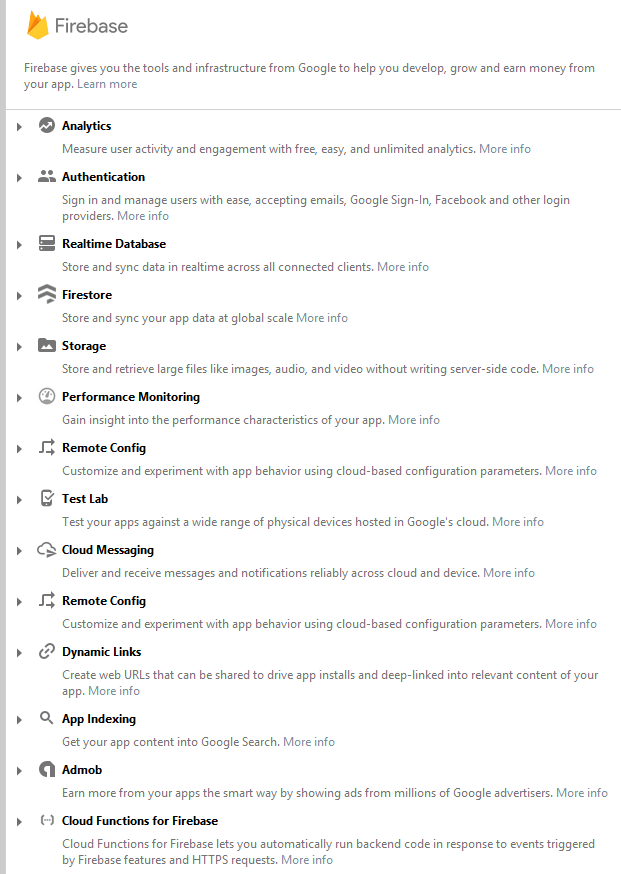 Firebase
Firebase gives you the tools and infrastructure from Google to help you develop, grow and earn money from
your app. Learn more
Analytics
Measure user activity and engagement with free, easy, and unlimited analytics. More info
Authentication
Sign in and manage users with ease, accepting emails, Google Sign-In, Facebook and other login
providers. More info
Realtime Database
Store and sync data in realtime across all connected clients. More info
Firestore
Store and sync your app data at global scale More info
Storage
Store and retrieve large files like images, audio, and video without writing server-side code. More info
Performance Monitoring
Gain insight into the performance characteristics of your app. More info
Remote Config
Customize and experiment with app behavior using cloud-based configuration parameters. More info
Test Lab
Test your apps against a wide range of physical devices hosted in Google's cloud. More info
Cloud Messaging
Deliver and receive messages and notifications reliably across cloud and device. More info
Remote Config
Customize and experiment with app behavior using cloud-based configuration parameters. More info
Dynamic Links
Create web URLs that can be shared to drive app installs and deep-linked into relevant content of your
app. More info
App Indexing
Get your app content into Google Search. More info
Admob
Earn more from your apps the smart way by showing ads from millions of Google advertisers. More info
Cloud Functions for Firebase
Cloud Functions for Firebase lets you automatically run backend code in response to events triggered
by Firebase features and HTTPS requests. More info